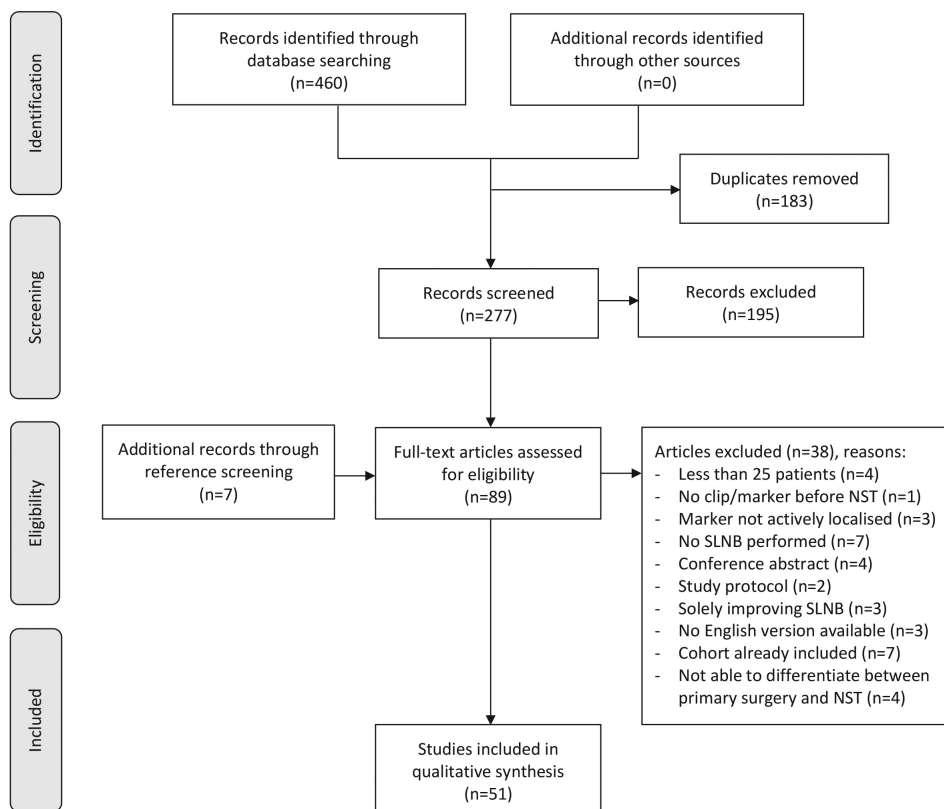 Identification
Records identified through
database searching
(n=460)
Additional records identified
through other sources
(n=0)
Duplicates removed
(n=183)
Screening
Records screened
(n=277)
Records excluded
(n=195)
Eligibility
Additional records through
reference screening
(n=7)
Full-text articles assessed
for eligibility
(n=89)
Articles excluded (n=38), reasons:
- Less than 25 patients (n=4)
- No clip/marker before NST (n=1)
- Marker not actively localised (n=3)
- No SLNB performed (n=7)
- Conference abstract (n=4)
- Study protocol (n=2)
- Solely improving SLNB (n=3)
- No English version available (n=3)
- Cohort already included (n=7)
- Not able to differentiate between
primary surgery and NST (n=4)
Included
Studies included in
qualitative synthesis
(n=51)